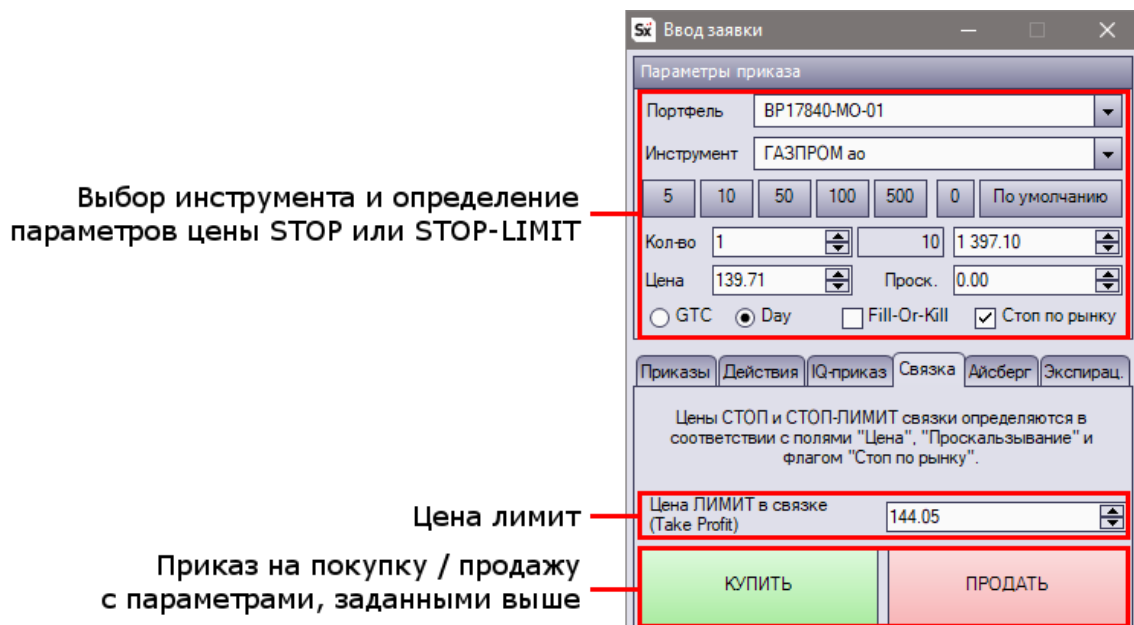 Sx Ввод заявки
Параметры приказа
Портфель BP17840-MO-01
Инструмент ГАЗПРОМ ао
5 10 50 100 500 0 По умолчанию
Выбор инструмента и определение
параметров цены STOP или STOP-LIMIT
Кол-во 1 10 1 397.10
Цена 139.71 Проск. 0.00
GTC Day Fill-Or-Kill Стоп по рынку
Приказы Действия IQ-приказ Связка Айсберг Экспирац.
Цены СТОП и СТОП-ЛИМИТ связки определяются в
соответствии с полями "Цена", "Проскальзывание" и
флагом "Стоп по рынку".
Цена лимит
Цена ЛИМИТ в связке
(Take Profit)
144.05
Приказ на покупку / продажу
с параметрами, заданными выше
КУПИТЬ ПРОДАТЬ